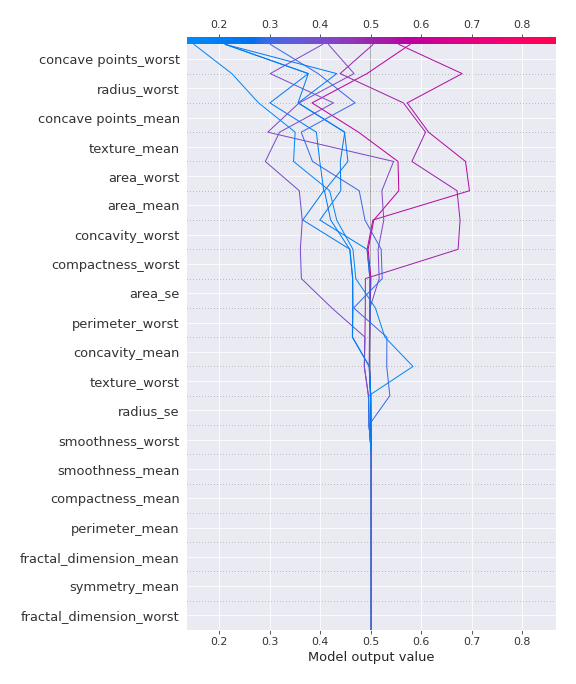 0.2 0.3 0.4 0.5 0.6 0.7 0.8
concave points_worst
radius_worst
concave points_mean
texture_mean
area_worst
area_mean
concavity_worst
compactness_worst
area_se
perimeter_worst
concavity_mean
texture_worst
radius_se
smoothness_worst
smoothness_mean
compactness_mean
perimeter_mean
fractal_dimension_mean
symmetry_mean
fractal_dimension_worst
0.2 0.3 0.4 0.5 0.6 0.7 0.8
Model output value